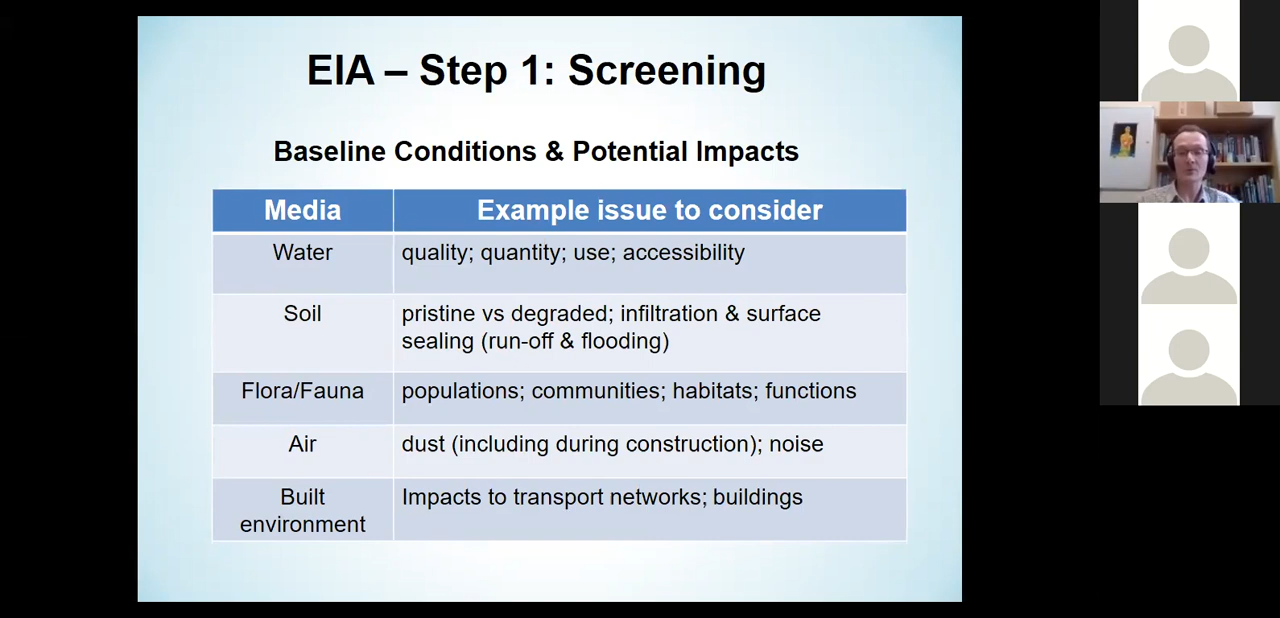 EIA – Step 1: Screening
Baseline Conditions & Potential Impacts
Media
Example issue to consider
Water
quality; quantity; use; accessibility
Soil
pristine vs degraded; infiltration & surface
sealing (run-off & flooding)
Flora/Fauna
populations; communities; habitats; functions
Air
dust (including during construction); noise
Built
environment
Impacts to transport networks; buildings